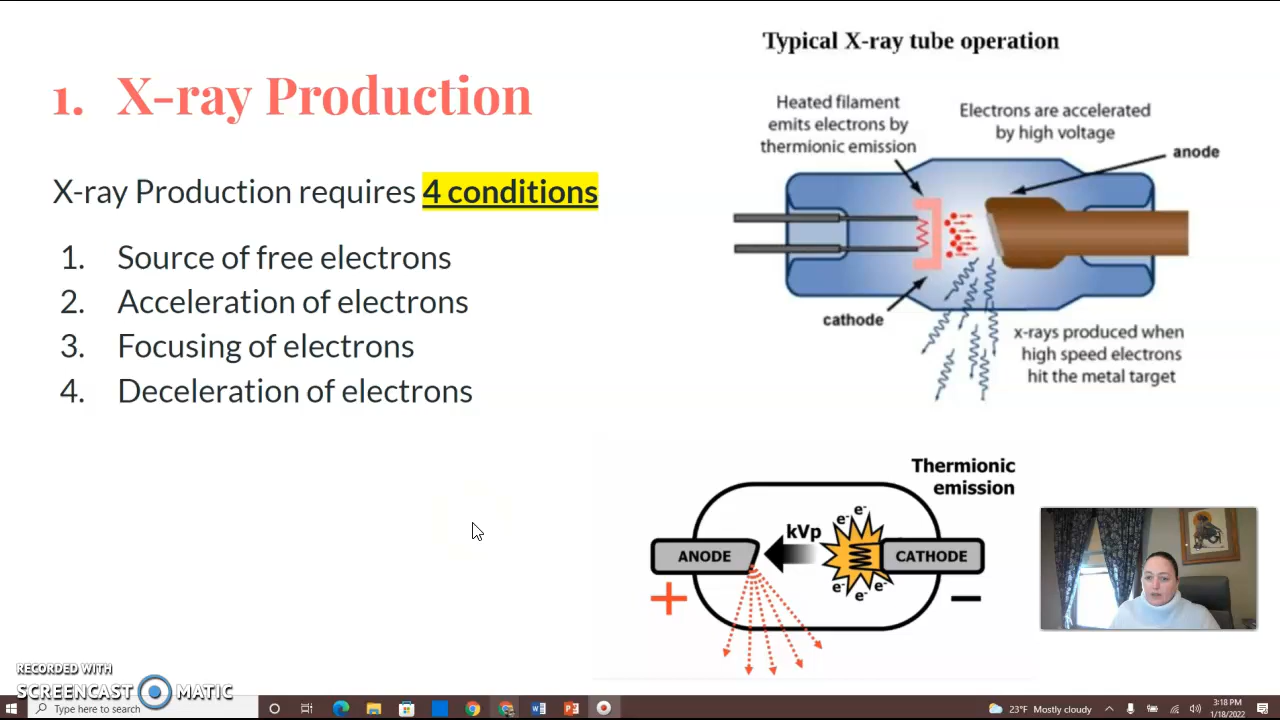 1. X-ray Production
X-ray Production requires 4 conditions
1. Source of free electrons
2. Acceleration of electrons
3. Focusing of electrons
4. Deceleration of electrons
Typical X-ray tube operation
Heated filament
emits electrons by
thermionic emission
Electrons are accelerated
by high voltage
anode
cathode
x-rays produced when
high speed electrons
hit the metal target
Thermionic
emission
ANODE
kVp
CATHODE
e-
e-
e-
e-
e-
+
−
RECORDED WITH
SCREENCAST MATIC
Type here to search
23°F Mostly cloudy
3:18 PM
1/18/2022